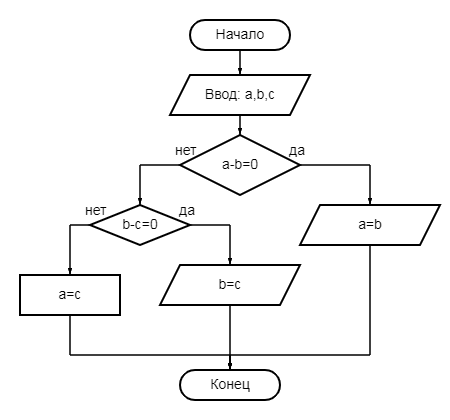 Начало
Ввод: a,b,c
нет
да
a-b=0
нет
да
b-c=0
a=b
a=c
b=c
Конец